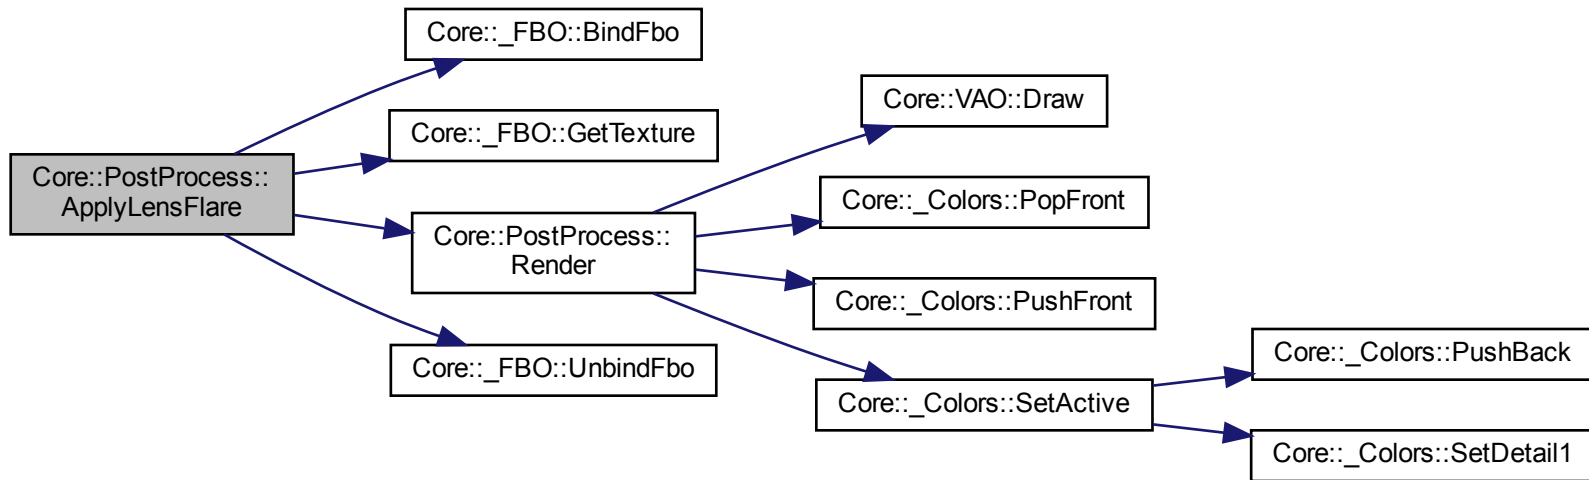 Core::_FBO::BindFbo
Core::VAO::Draw
Core::_FBO::GetTexture
Core::PostProcess::
ApplyLensFlare
Core::_Colors::PopFront
Core::PostProcess::
Render
Core::_Colors::PushFront
Core::_FBO::UnbindFbo
Core::_Colors::PushBack
Core::_Colors::SetActive
Core::_Colors::SetDetail1